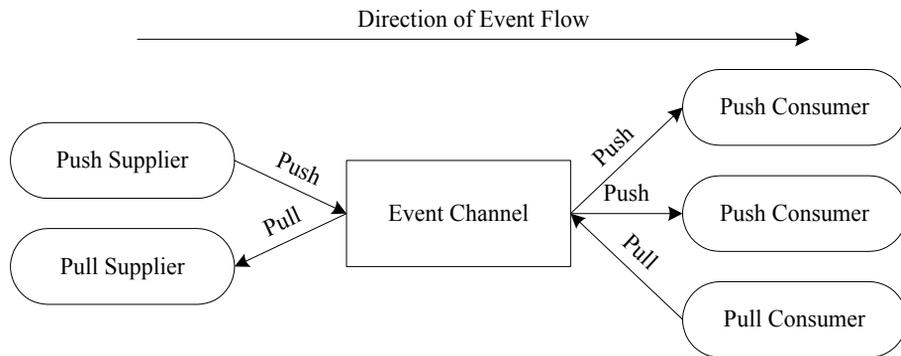 Direction of Event Flow
Push Consumer
Push Supplier
Push
Push
Event Channel
Push
Push Consumer
Pull
Pull Supplier
Pull
Pull Consumer